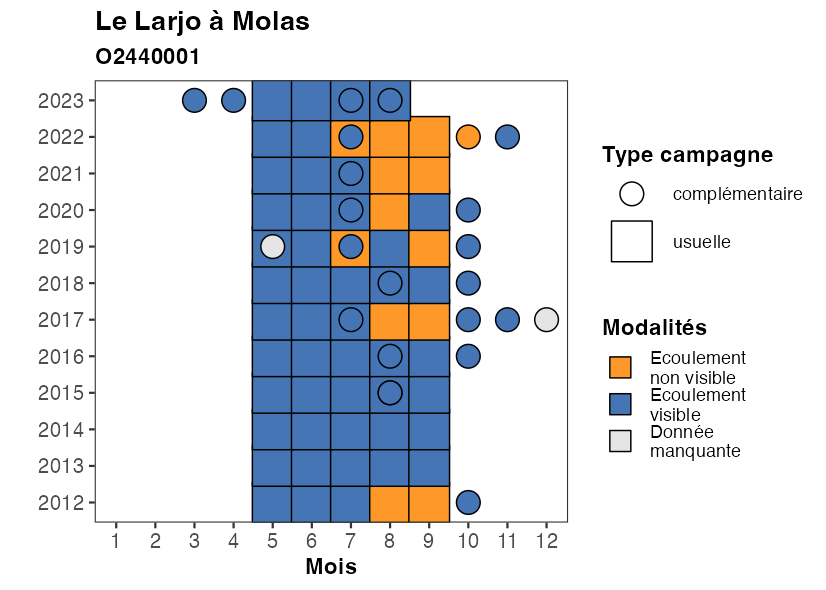 Le Larjo à Molas
O2440001
2023
2022
2021
2020
2019
2018
2017
2016
2015
2014
2013
2012
1 2 3 4 5 6 7 8 9 10 11 12
Mois
Type campagne
complémentaire
usuelle
Modalités
Ecoulement
non visible
Ecoulement
visible
Donnée
manquante